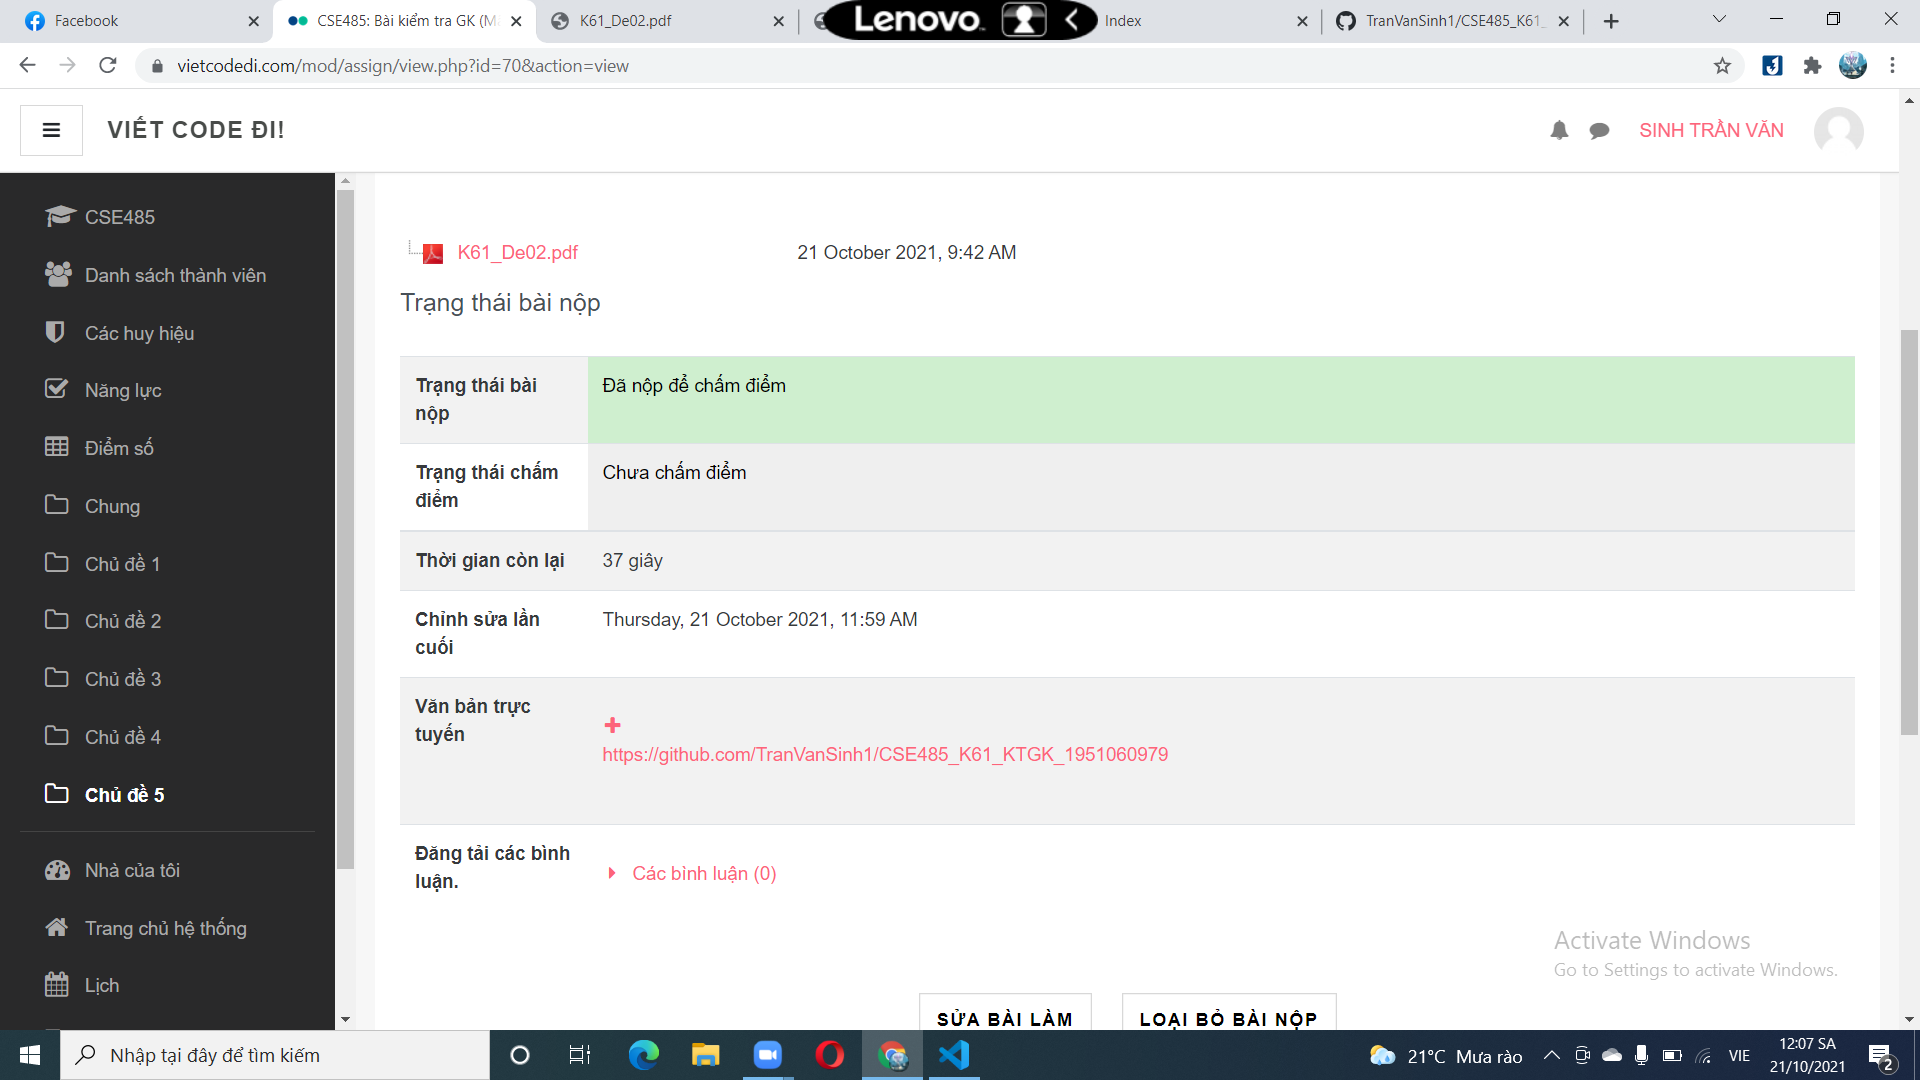 Facebook
CSE485: Bài kiểm tra GK (M
K61_De02.pdf
Lenovo
Index
TranVanSinh1/CSE485_K61_
vietcodedi.com/mod/assign/view.php?id=70&action=view
VIẾT CODE ĐI!
SINH TRẦN VĂN
CSE485
Danh sách thành viên
Các huy hiệu
Năng lực
Điểm số
Chung
Chủ đề 1
Chủ đề 2
Chủ đề 3
Chủ đề 4
Chủ đề 5
Nhà của tôi
Trang chủ hệ thống
Lịch
K61_De02.pdf 21 October 2021, 9:42 AM
Trạng thái bài nộp
Trạng thái bài nộp
Đã nộp để chấm điểm
Trạng thái chấm điểm
Chưa chấm điểm
Thời gian còn lại
37 giây
Chỉnh sửa lần cuối
Thursday, 21 October 2021, 11:59 AM
Văn bản trực tuyến
https://github.com/TranVanSinh1/CSE485_K61_KTGK_1951060979
Đăng tải các bình luận.
Các bình luận (0)
Activate Windows
Go to Settings to activate Windows.
SỬA BÀI LÀM
LOẠI BỎ BÀI NỘP
Nhập tại đây để tìm kiếm
21°C Mưa rào
VIE
12:07 SA
21/10/2021
2